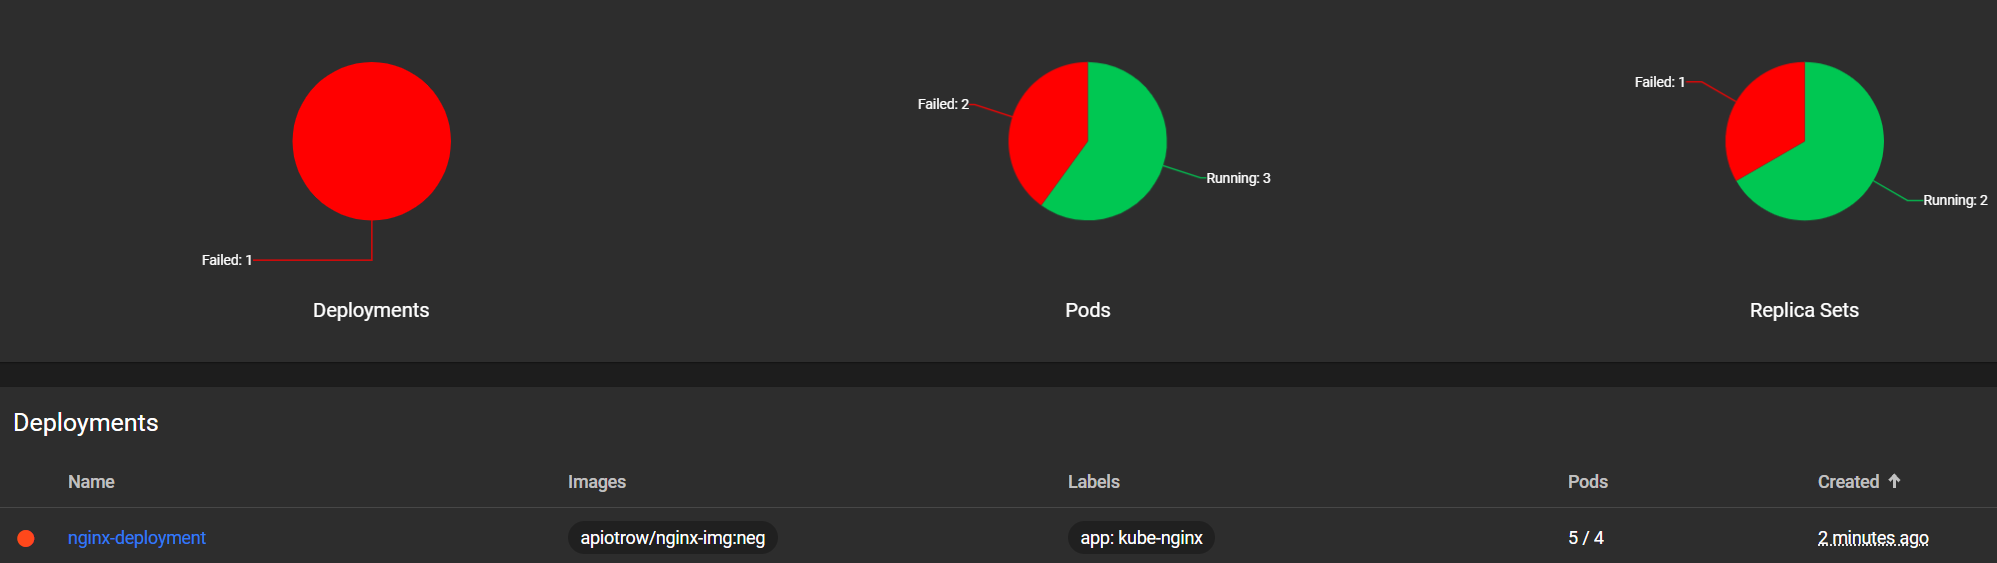 Failed: 1
Deployments
Failed: 2
Running: 3
Pods
Failed: 1
Running: 2
Replica Sets
Deployments
Name Images Labels Pods Created
nginx-deployment apiotrow/nginx-img:neg app: kube-nginx 5 / 4 2 minutes ago